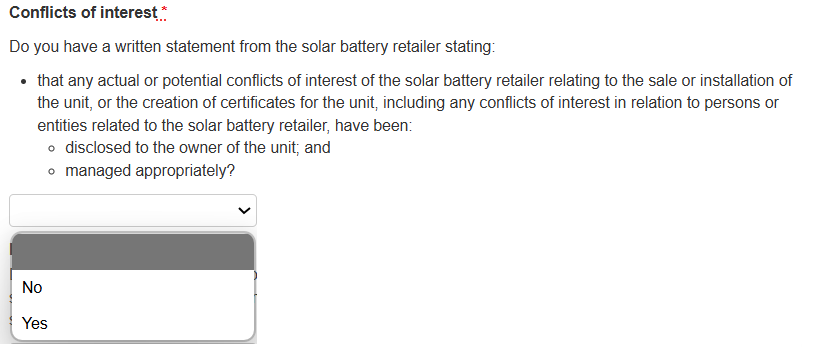 Conflicts of interest.*
Do you have a written statement from the solar battery retailer stating:
• that any actual or potential conflicts of interest of the solar battery retailer relating to the sale or installation of
the unit, or the creation of certificates for the unit, including any conflicts of interest in relation to persons or
entities related to the solar battery retailer, have been:
○ disclosed to the owner of the unit; and
○ managed appropriately?
No
Yes